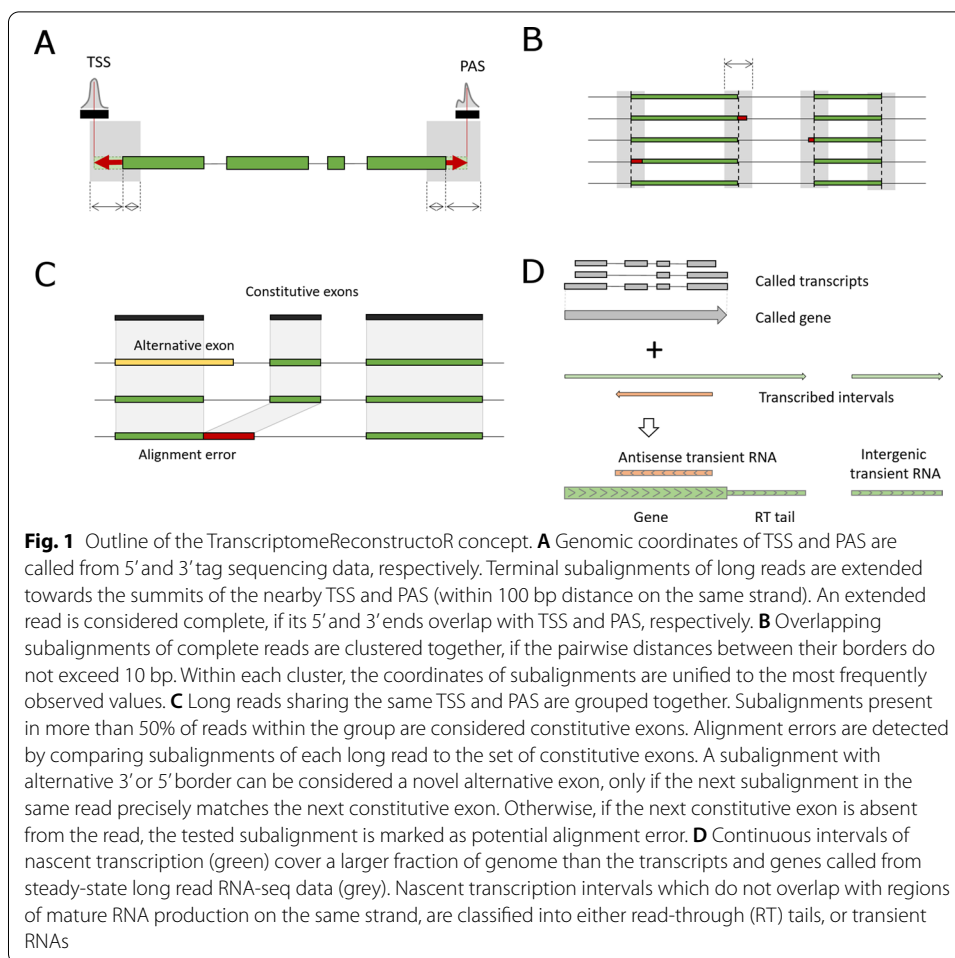 A
TSS
PAS
B
C
Constitutive exons
Alternative exon
Alignment error
D
Called transcripts
Called gene
+
Transcribed intervals
Antisense transient RNA
Intergenic
transient RNA
Gene
RT tail
Fig. 1 Outline of the TranscriptomeReconstructoR concept. A Genomic coordinates of TSS and PAS are
called from 5′ and 3′ tag sequencing data, respectively. Terminal subalignments of long reads are extended
towards the summits of the nearby TSS and PAS (within 100 bp distance on the same strand). An extended
read is considered complete, if its 5′ and 3′ ends overlap with TSS and PAS, respectively. B Overlapping
subalignments of complete reads are clustered together, if the pairwise distances between their borders do
not exceed 10 bp. Within each cluster, the coordinates of subalignments are unified to the most frequently
observed values. C Long reads sharing the same TSS and PAS are grouped together. Subalignments present
in more than 50% of reads within the group are considered constitutive exons. Alignment errors are detected
by comparing subalignments of each long read to the set of constitutive exons. A subalignment with
alternative 3′ or 5′ border can be considered a novel alternative exon, only if the next subalignment in the
same read precisely matches the next constitutive exon. Otherwise, if the next constitutive exon is absent
from the read, the tested subalignment is marked as potential alignment error. D Continuous intervals of
nascent transcription (green) cover a larger fraction of genome than the transcripts and genes called from
steady-state long read RNA-seq data (grey). Nascent transcription intervals which do not overlap with regions
of mature RNA production on the same strand, are classified into either read-through (RT) tails, or transient
RNAs